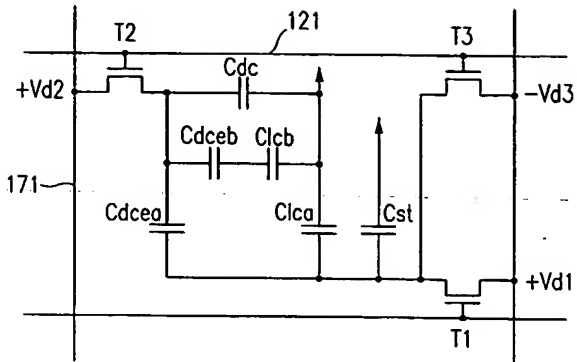 T2
121
T3
Cdc
+Vd2
-Vd3
Cdceb
Clcb
171
Cdcea
Clca
Cst
+Vd1
T1